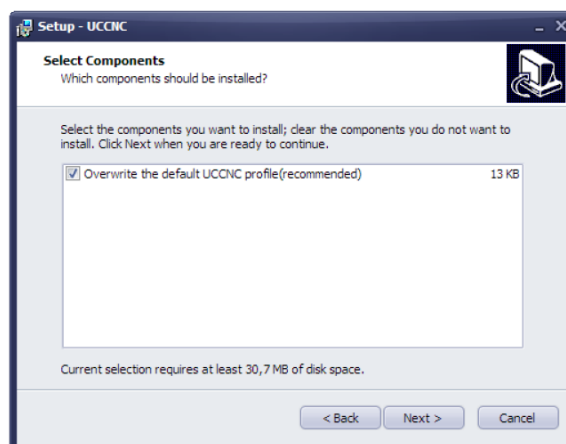 Setup - UCCNC
Select Components
Which components should be installed?
Select the components you want to install; clear the components you do not want to
install. Click Next when you are ready to continue.
Overwrite the default UCCNC profile(recommended) 13 KB
Current selection requires at least 30,7 MB of disk space.
< Back Next > Cancel